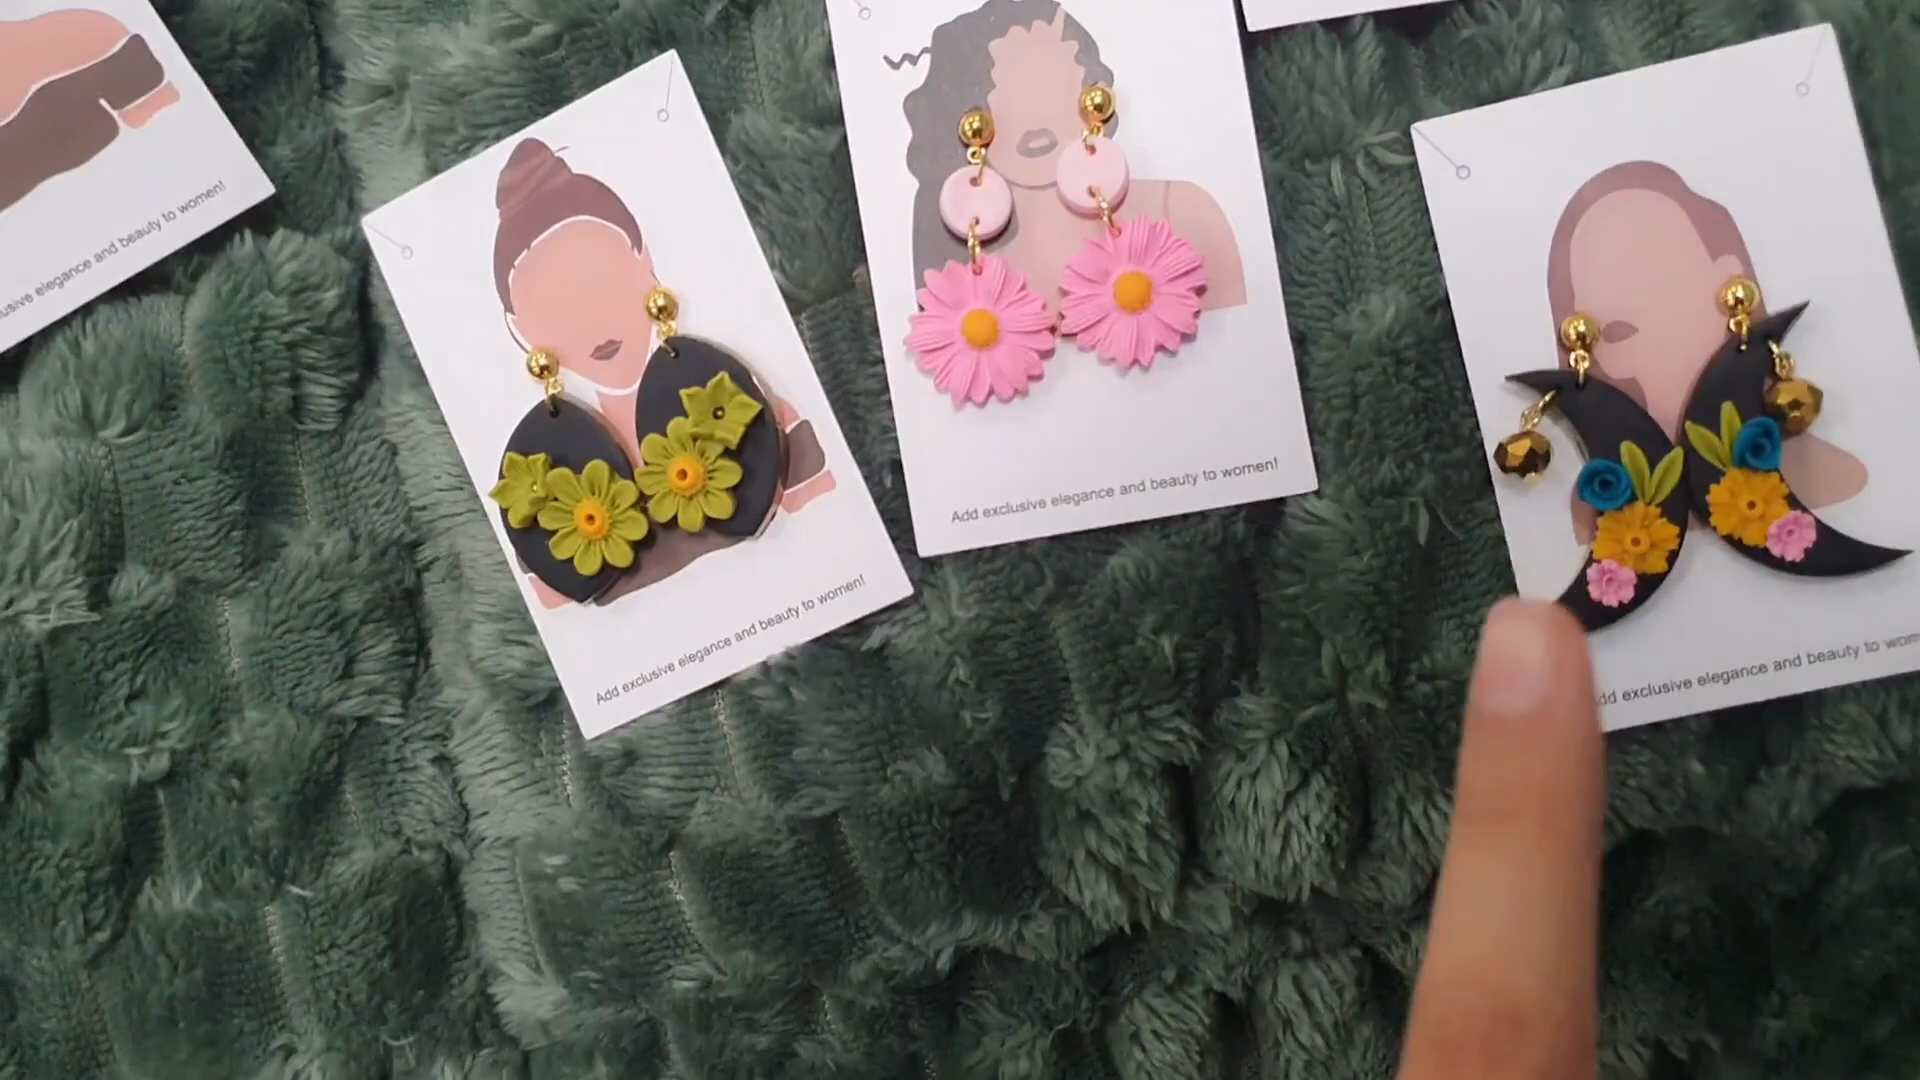 usive elegance and beauty to women!
Add exclusive elegance and beauty to women!
Add exclusive elegance and beauty to women!
dd exclusive elegance and beauty to wom